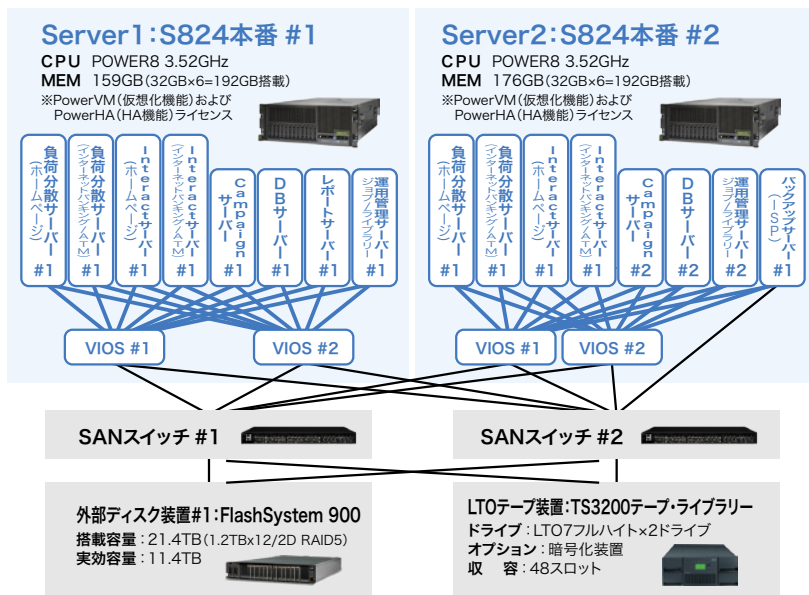 Server1:S824本番 #1
CPU POWER8 3.52GHz
MEM 159GB(32GB×6=192GB搭載)
※PowerVM(仮想化機能)および
PowerHA(HA機能)ライセンス
負荷分散サーバー(ホームページ)#1
負荷分散サーバー(インターネットバンキング/ATM)#1
Interactサーバー(ホームページ)#1
Interactサーバー(インターネットバンキング/ATM)#1
Campaignサーバー#1
DBサーバー#1
レポートサーバー#1
運用管理サーバー ジョブ/ライブラリー#1
VIOS #1
VIOS #2
Server2:S824本番 #2
CPU POWER8 3.52GHz
MEM 176GB(32GB×6=192GB搭載)
※PowerVM(仮想化機能)および
PowerHA(HA機能)ライセンス
負荷分散サーバー(ホームページ)#1
負荷分散サーバー(インターネットバンキング/ATM)#1
Interactサーバー(ホームページ)#1
Interactサーバー(インターネットバンキング/ATM)#1
Campaignサーバー#2
DBサーバー#2
運用管理サーバー ジョブ/ライブラリー#2
バックアップサーバー(ISP)#1
VIOS #1
VIOS #2
SANスイッチ #1
SANスイッチ #2
外部ディスク装置#1:FlashSystem 900
搭載容量:21.4TB(1.2TBx12/2D RAID5)
実効容量:11.4TB
LTOテープ装置:TS3200テープ・ライブラリー
ドライブ:LTO7フルハイト×2ドライブ
オプション:暗号化装置
収 容:48スロット